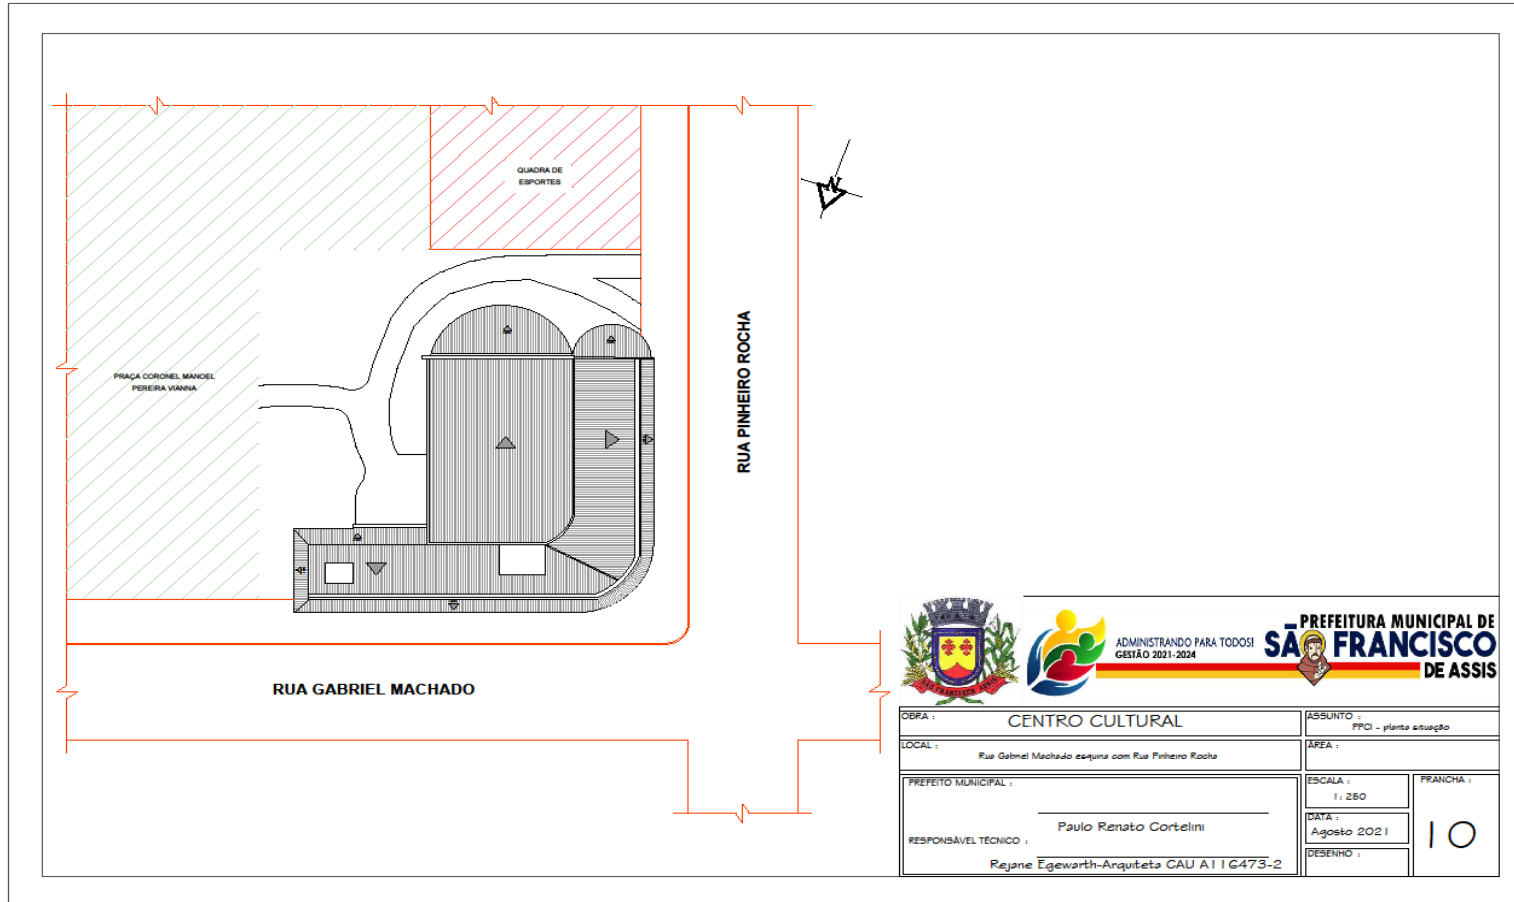 QUADRA DE
ESPORTES
N
PRAÇA CORONEL MANOEL
PEREIRA VIANNA
RUA PINHEIRO ROCHA
RUA GABRIEL MACHADO
SÃO FRANCISCO ASSIS
ADMINISTRANDO PARA TODOS!
GESTÃO 2021-2024
PREFEITURA MUNICIPAL DE
SÃO FRANCISCO
DE ASSIS
OBRA :
CENTRO CULTURAL
ASSUNTO :
PPCI - planta situação
LOCAL :
Rua Gabriel Machado esquina com Rua Pinheiro Rocha
ÁREA :
PREFEITO MUNICIPAL :
Paulo Renato Cortelini
RESPONSÁVEL TÉCNICO :
Rejane Egewarth-Arquiteta CAU A116473-2
ESCALA :
1: 250
DATA :
Agosto 2021
DESENHO :
PRANCHA :
10